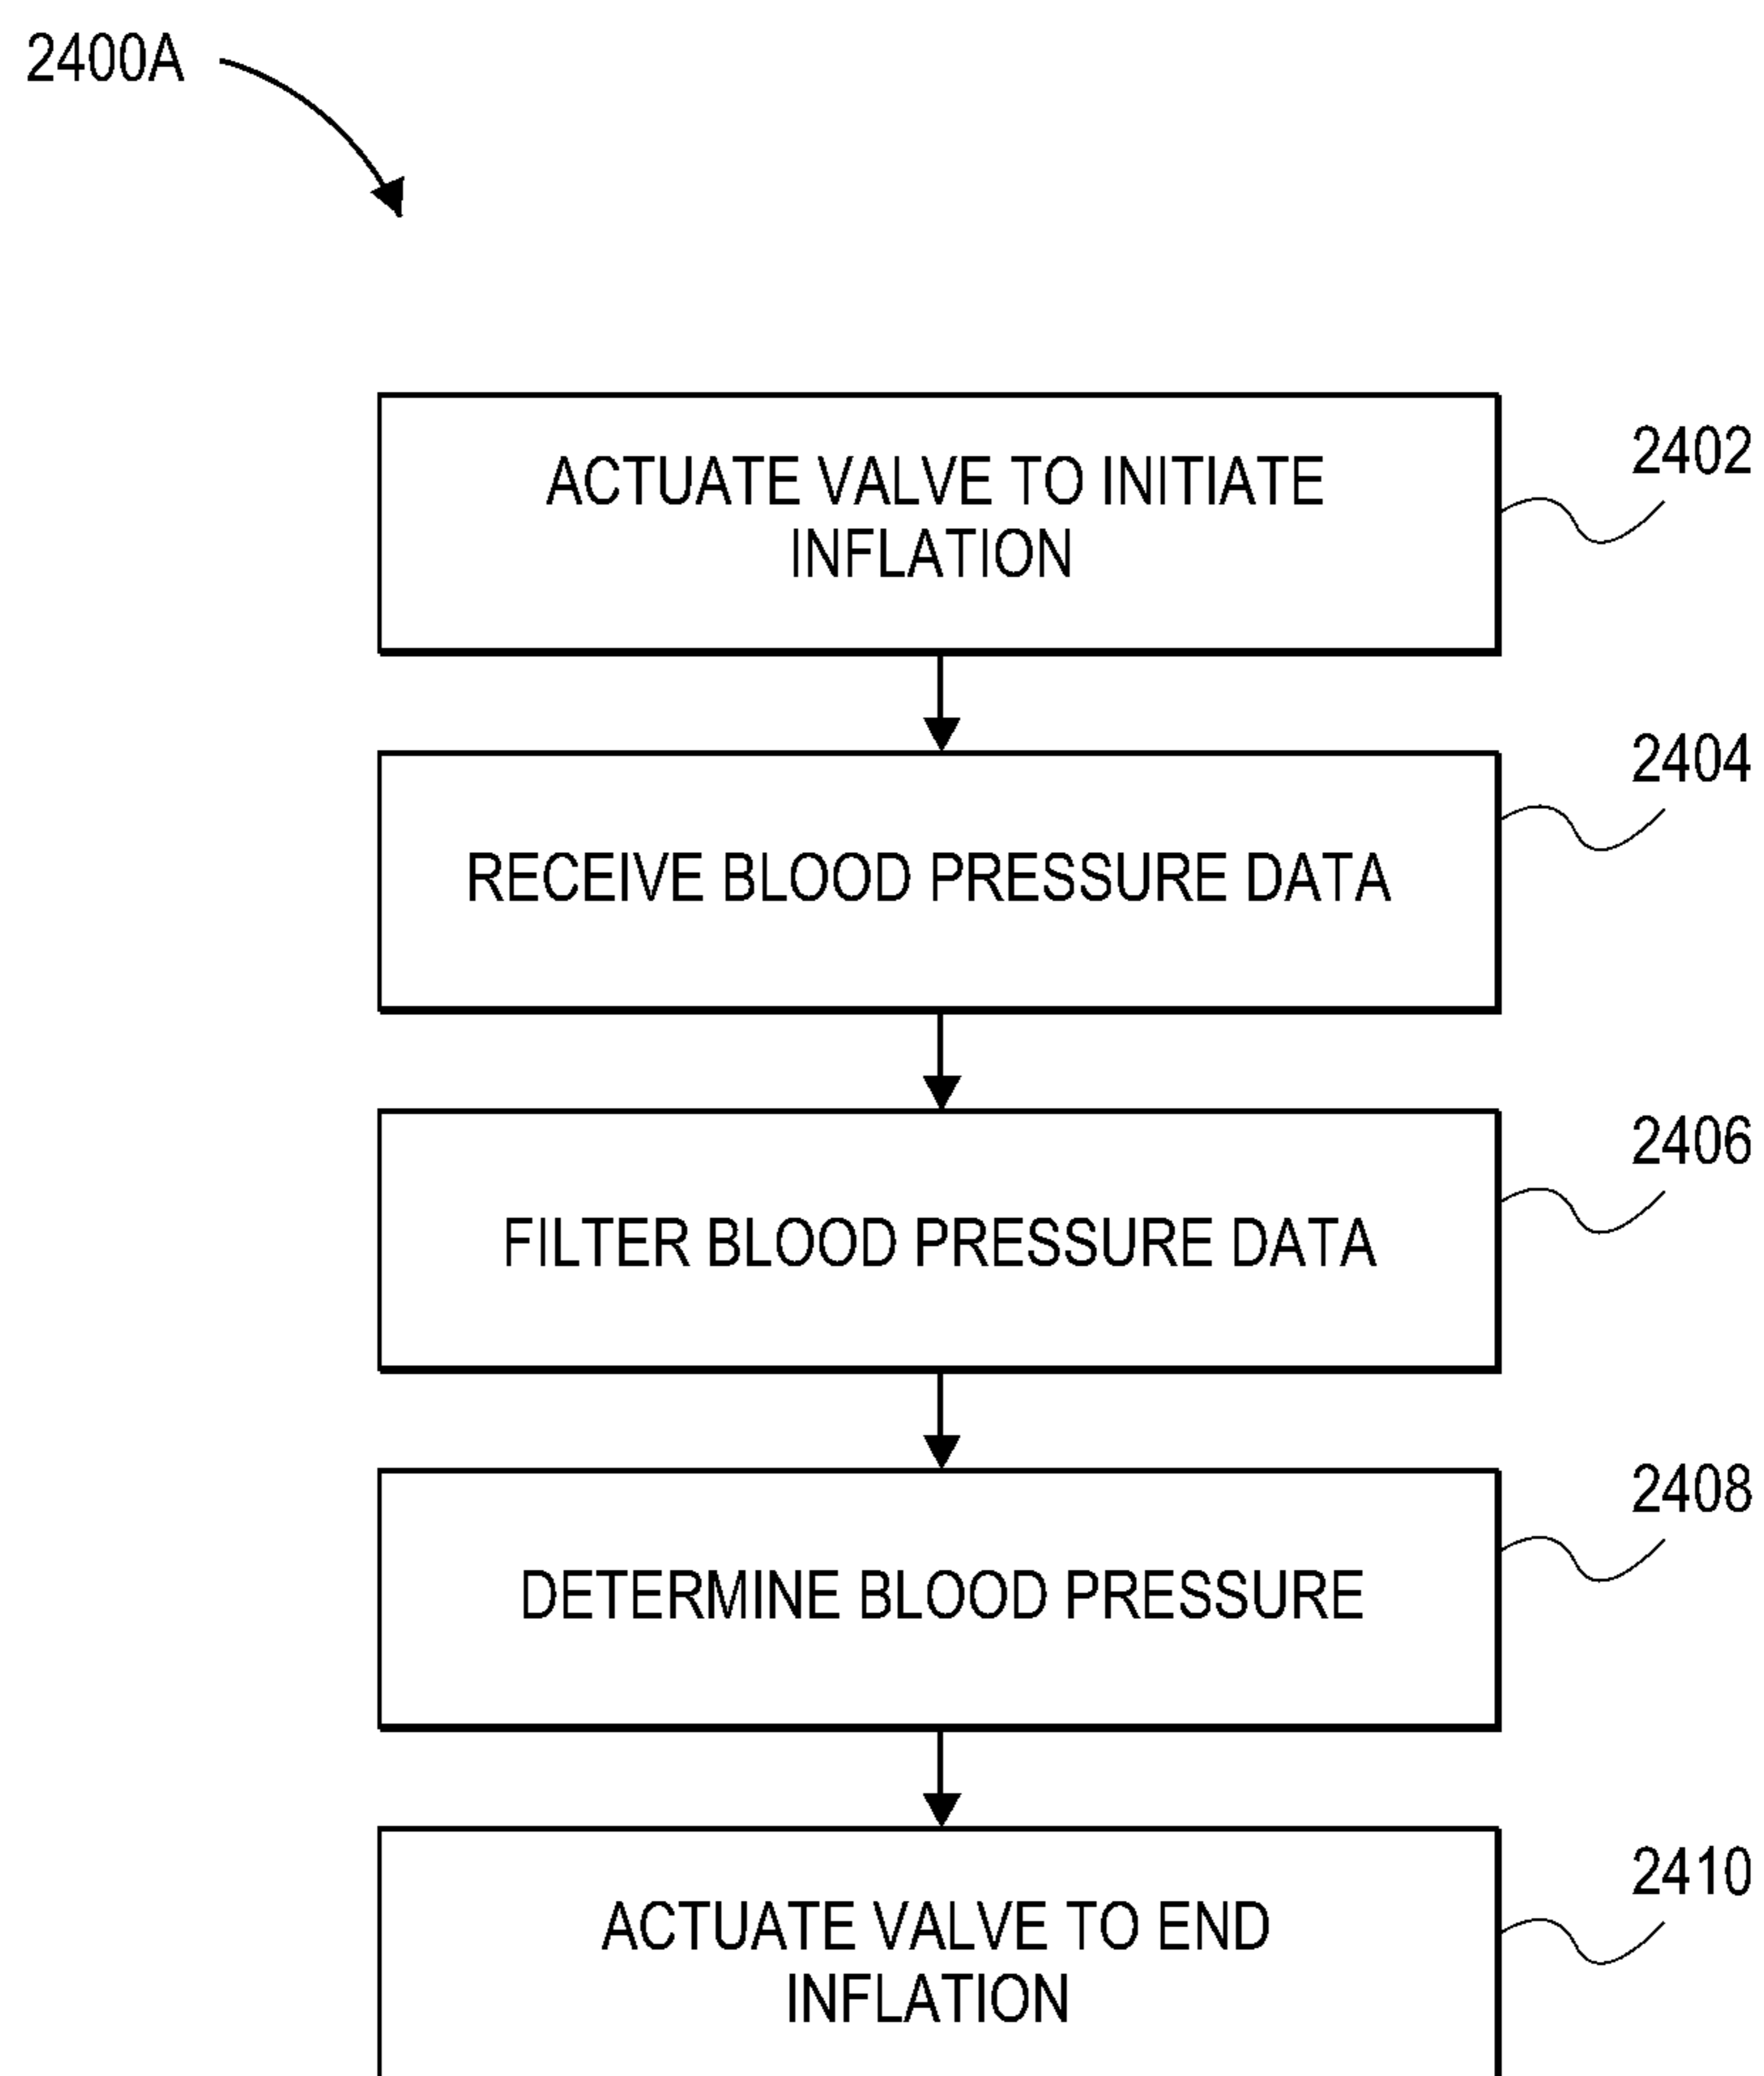 2400A
ACTUATE VALVE TO INITIATE
INFLATION
2402
RECEIVE BLOOD PRESSURE DATA
2404
FILTER BLOOD PRESSURE DATA
2406
DETERMINE BLOOD PRESSURE
2408
ACTUATE VALVE TO END
INFLATION
2410